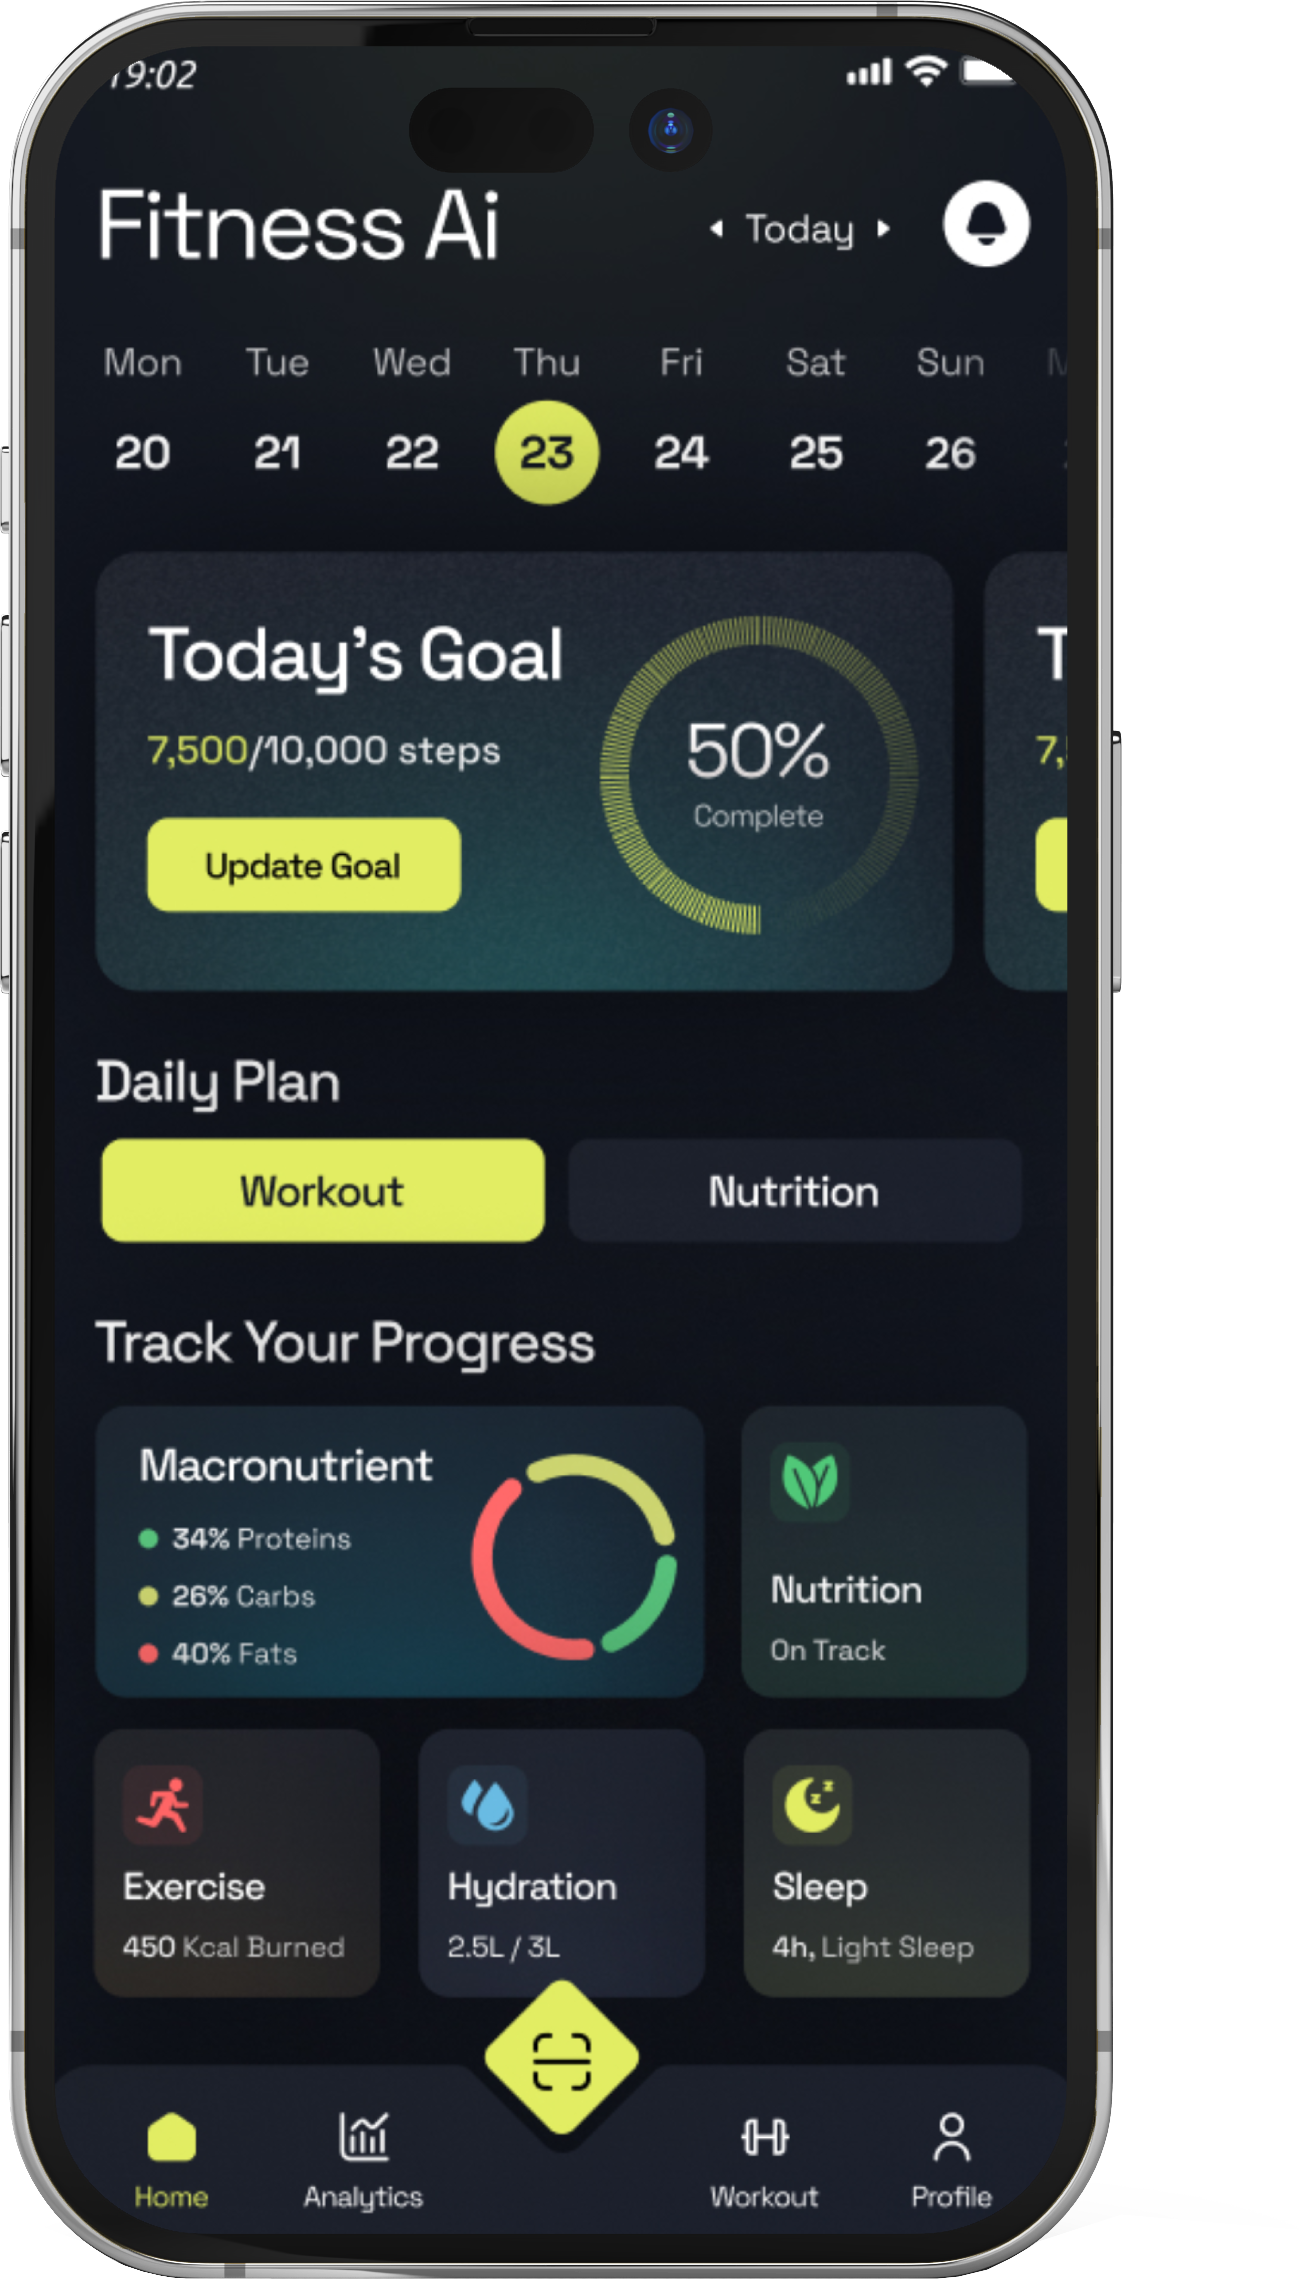 19:02
Fitness Ai
Today
Mon Tue Wed Thu Fri Sat Sun
20 21 22 23 24 25 26
Today's Goal
7,500/10,000 steps
50%
Complete
Update Goal
Daily Plan
Workout Nutrition
Track Your Progress
Macronutrient
34% Proteins
26% Carbs
40% Fats
Nutrition
On Track
Exercise
450 Kcal Burned
Hydration
2.5L / 3L
Sleep
4h, Light Sleep
Home Analytics Workout Profile